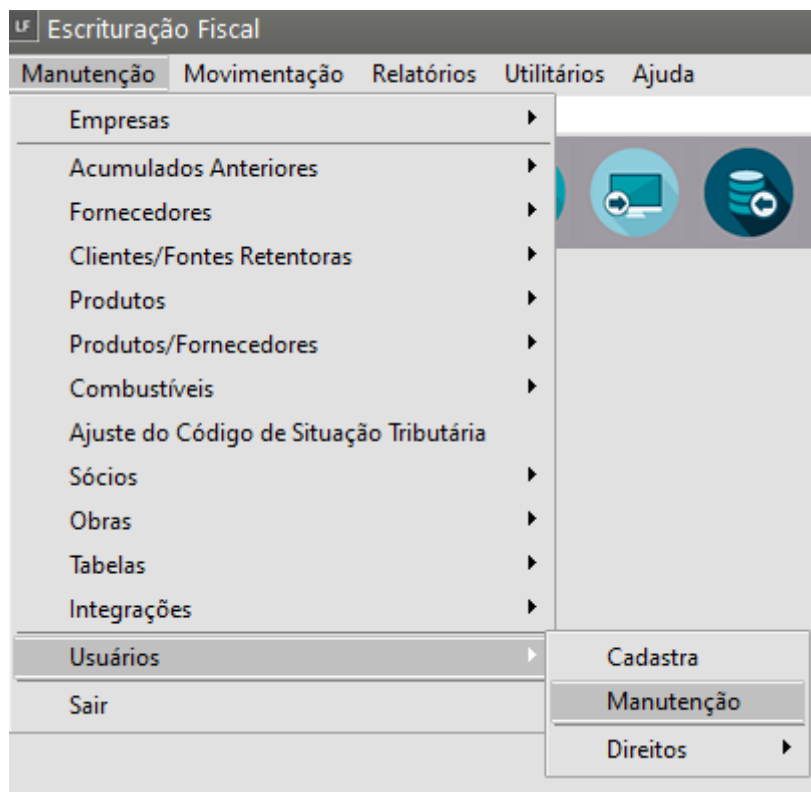 LF Escrituração Fiscal
Manutenção Movimentação Relatórios Utilitários Ajuda
Empresas
Acumulados Anteriores
Fornecedores
Clientes/Fontes Retentoras
Produtos
Produtos/Fornecedores
Combustíveis
Ajuste do Código de Situação Tributária
Sócios
Obras
Tabelas
Integrações
Usuários
Sair
Cadastra
Manutenção
Direitos